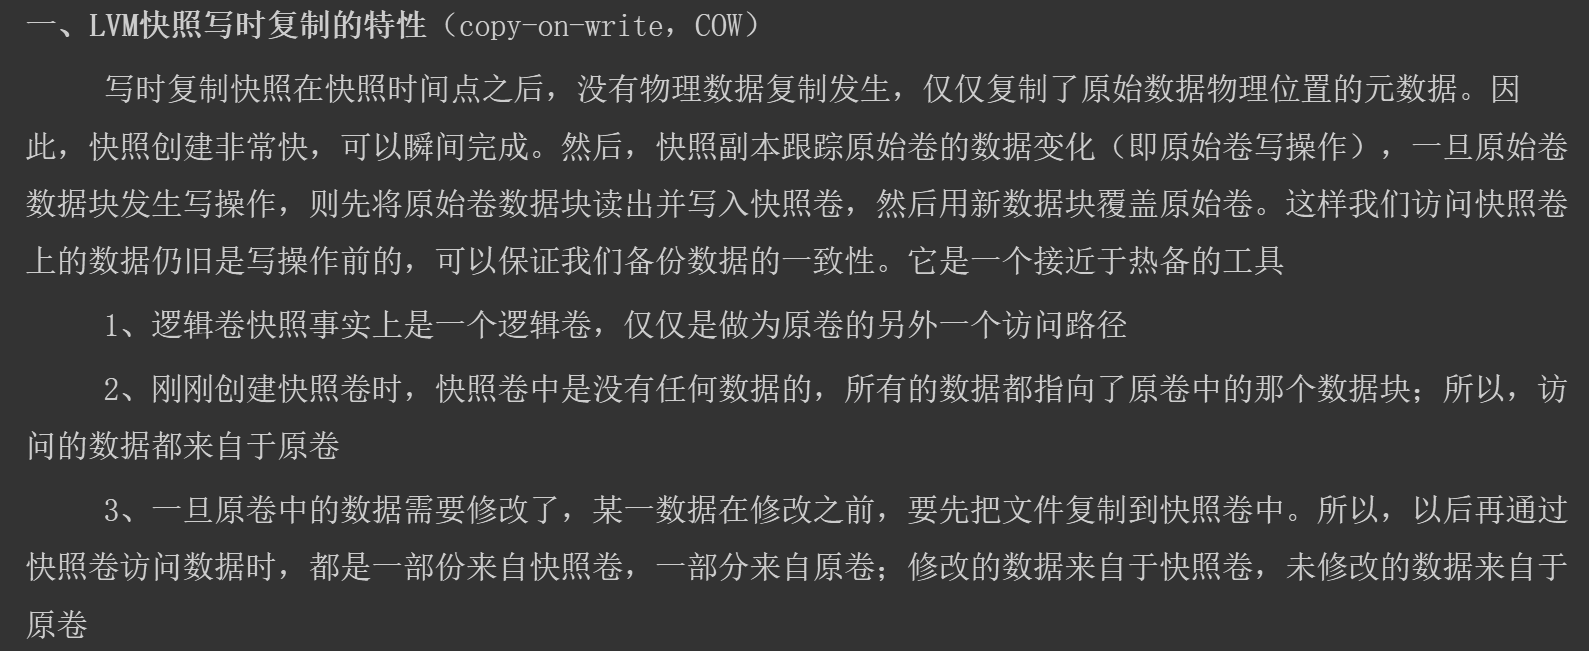 一、LVM快照写时复制的特性（copy-on-write，COW）
写时复制快照在快照时间点之后，没有物理数据复制发生，仅仅复制了原始数据物理位置的元数据。因
此，快照创建非常快，可以瞬间完成。然后，快照副本跟踪原始卷的数据变化（即原始卷写操作），一旦原始卷
数据块发生写操作，则先将原始卷数据块读出并写入快照卷，然后用新数据块覆盖原始卷。这样我们访问快照卷
上的数据仍旧是写操作前的，可以保证我们备份数据的一致性。它是一个接近于热备的工具
1、逻辑卷快照事实上是一个逻辑卷，仅仅是做为原卷的另外一个访问路径
2、刚刚创建快照卷时，快照卷中是没有任何数据的，所有的数据都指向了原卷中的那个数据块；所以，访
问的数据都来自于原卷
3、一旦原卷中的数据需要修改了，某一数据在修改之前，要先把文件复制到快照卷中。所以，以后再通过
快照卷访问数据时，都是一部份来自快照卷，一部分来自原卷；修改的数据来自于快照卷，未修改的数据来自于
原卷